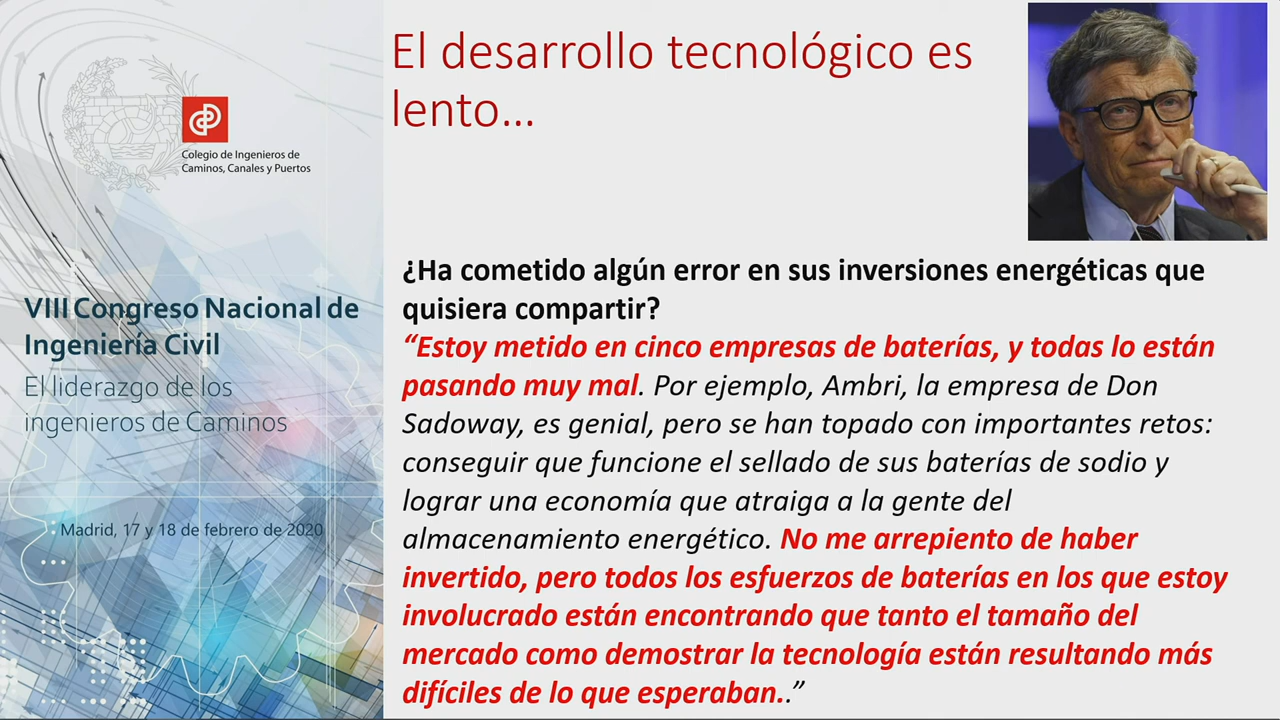 Colegio de Ingenieros de
Caminos, Canales y Puertos
VIII Congreso Nacional de
Ingeniería Civil
El liderazgo de los
ingenieros de Caminos
Madrid, 17 y 18 de febrero de 2020
El desarrollo tecnológico es
lento...
¿Ha cometido algún error en sus inversiones energéticas que
quisiera compartir?
“Estoy metido en cinco empresas de baterías, y todas lo están
pasando muy mal. Por ejemplo, Ambri, la empresa de Don
Sadoway, es genial, pero se han topado con importantes retos:
conseguir que funcione el sellado de sus baterías de sodio y
lograr una economía que atraiga a la gente del
almacenamiento energético. No me arrepiento de haber
invertido, pero todos los esfuerzos de baterías en los que estoy
involucrado están encontrando que tanto el tamaño del
mercado como demostrar la tecnología están resultando más
difíciles de lo que esperaban..”